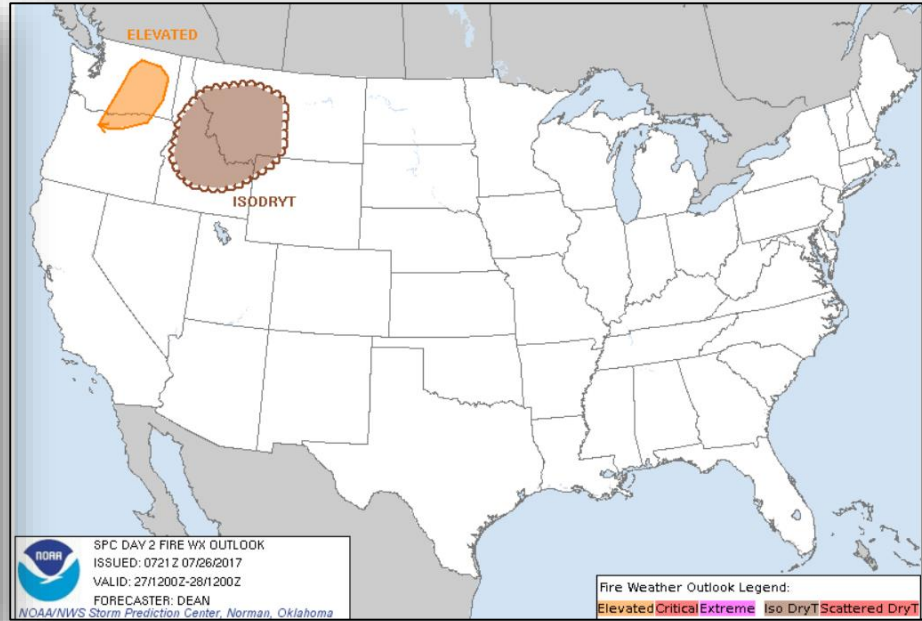 ELEVATED
ISODRYT
NOAA
SPC DAY 2 FIRE WX OUTLOOK
ISSUED: 0721Z 07/26/2017
VALID: 27/1200Z-28/1200Z
FORECASTER: DEAN
NOAA/NWS Storm Prediction Center, Norman, Oklahoma
Fire Weather Outlook Legend:
Elevated Critical Extreme Iso DryT Scattered DryT